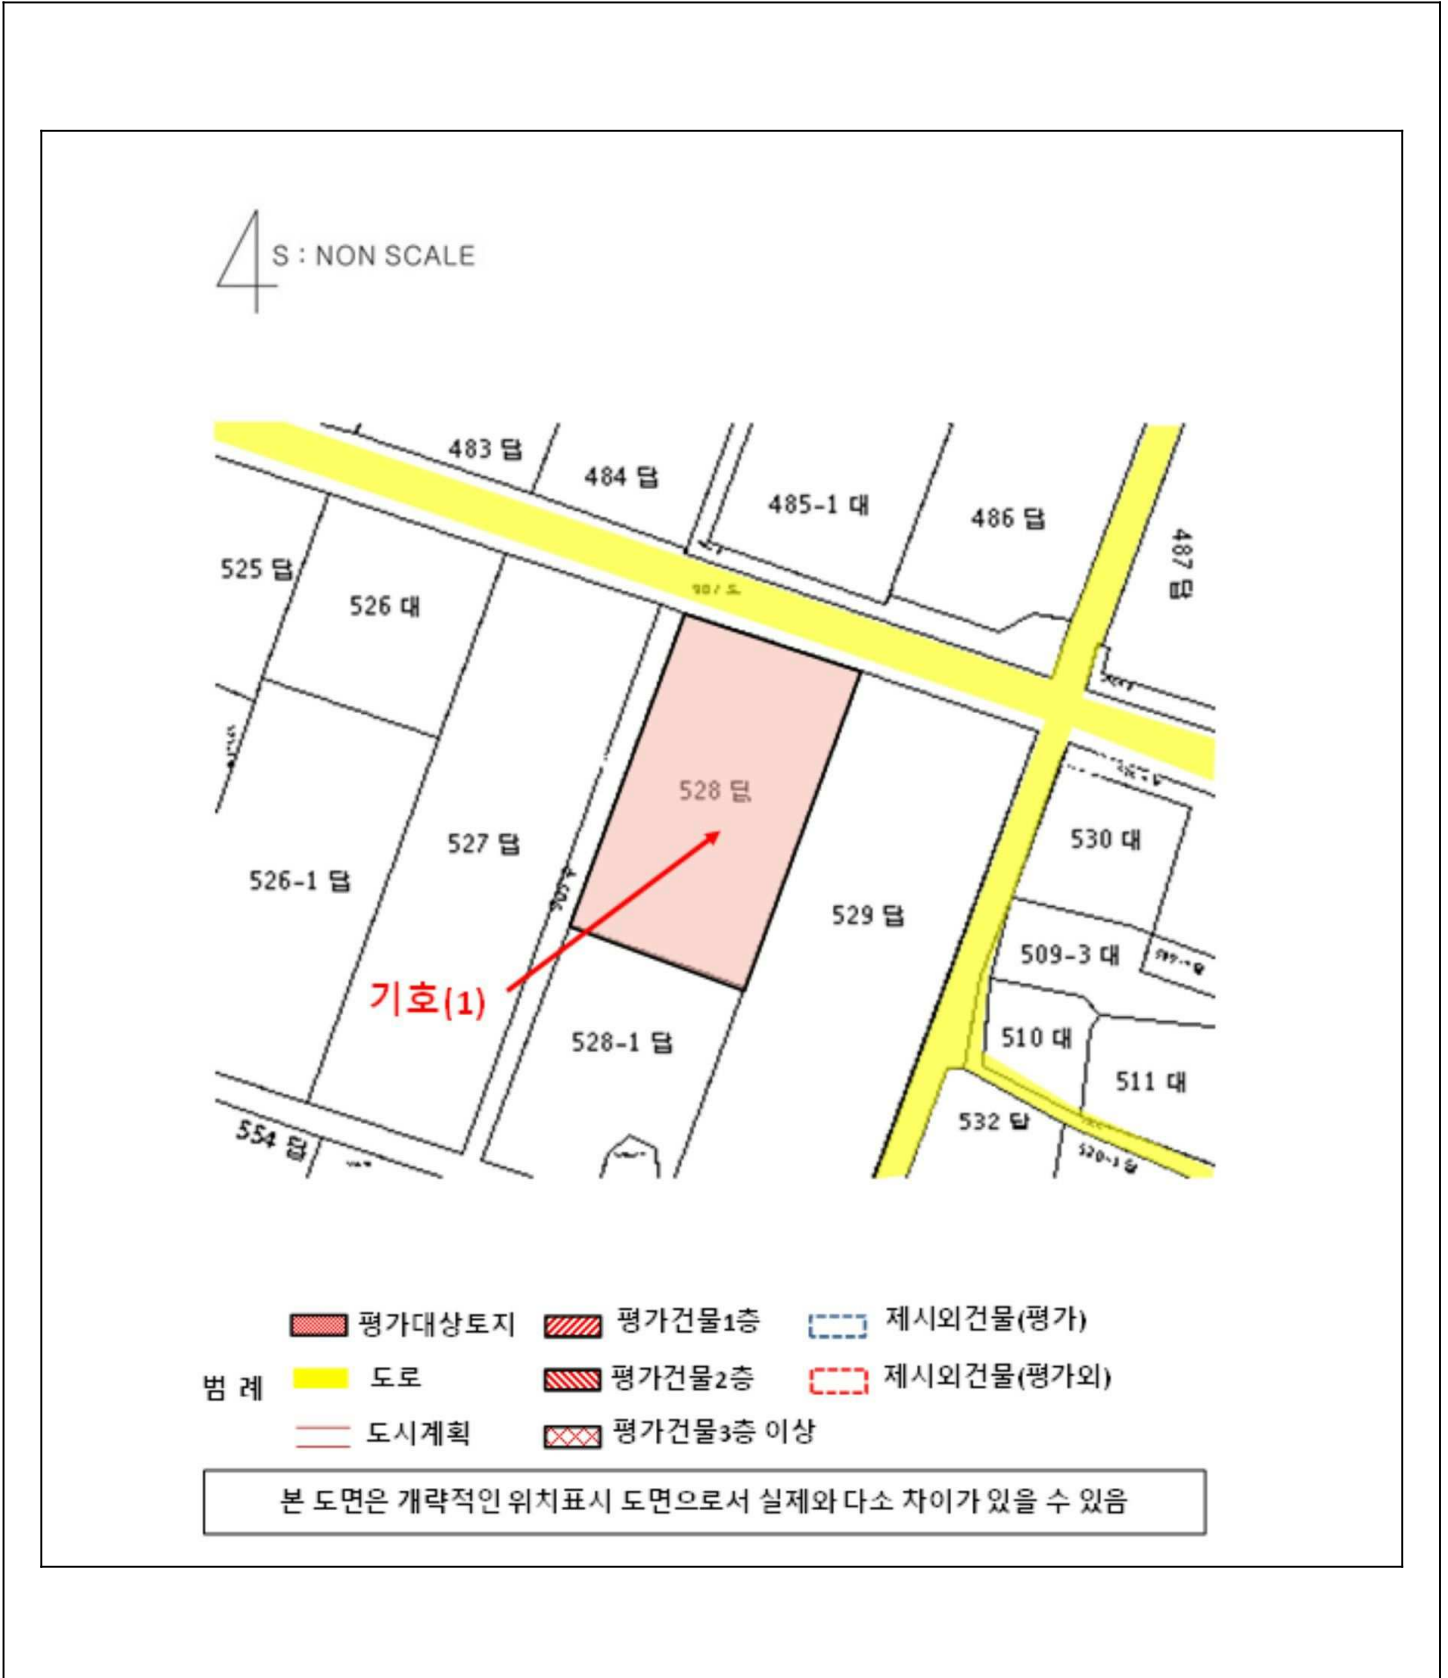 S : NON SCALE
483 답
484 답
485-1 대
486 답
487 답
525 답
526 대
528 답
527 답
530 대
526-1 답
529 답
509-3 대
기호(1)
528-1 답
510 대
511 대
532 답
554 답
520-1 답
평가대상토지
평가건물1층
제시외건물(평가)
범 례
도로
평가건물2층
제시외건물(평가외)
도시계획
평가건물3층 이상
본 도면은 개략적인 위치표시 도면으로서 실제와 다소 차이가 있을 수 있음